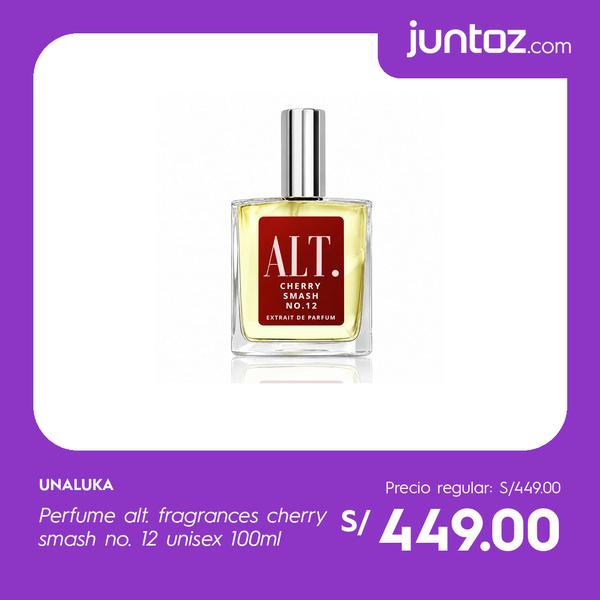 juntoz.com
ALT.
CHERRY
SMASH
NO.12
EXTRAIT DE PARFUM
UNALUKA
Perfume alt. fragrances cherry
smash no. 12 unisex 100ml
Precio regular: S/449.00
S/ 449.00